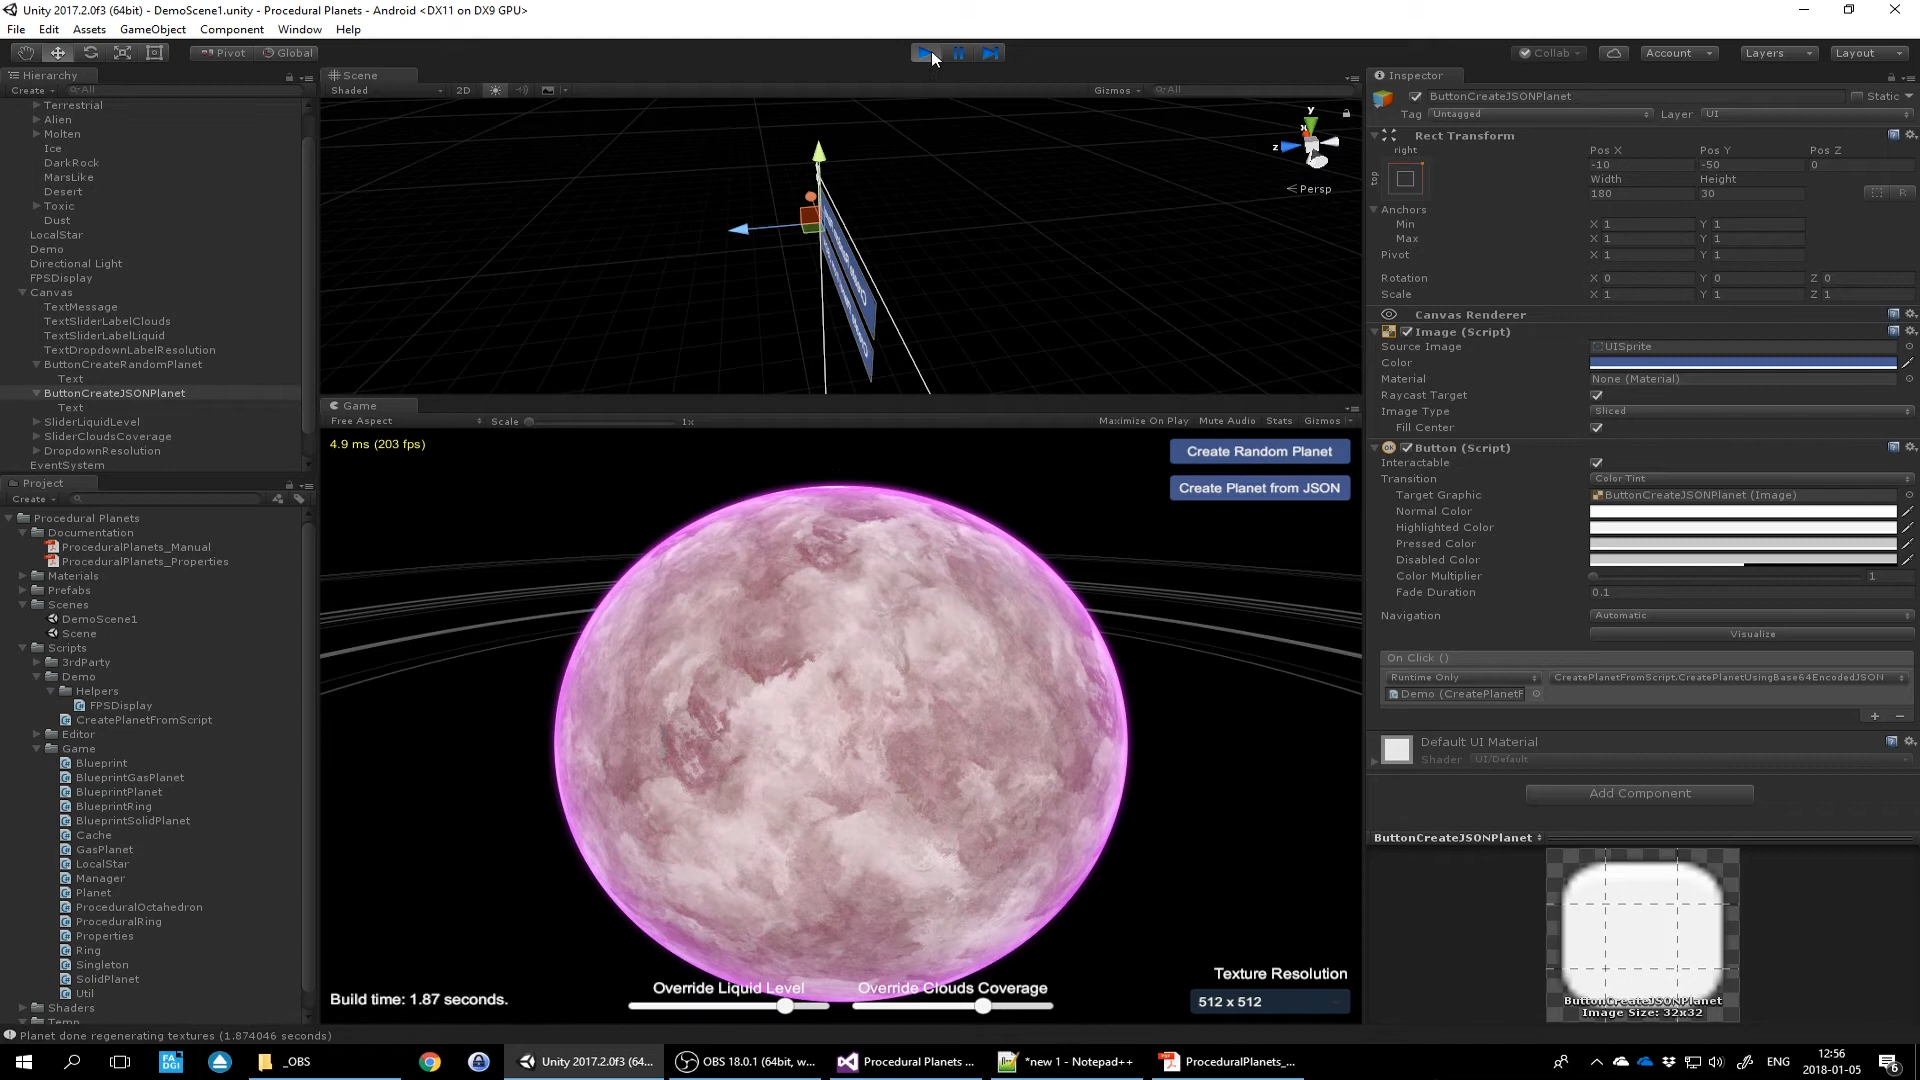 Unity 2017.2.0f3 (64bit) - DemoScene1.unity - Procedural Planets - Android <DX11 on DX9 GPU>
File Edit Assets GameObject Component Window Help
Pivot Global
Collab Account Layers Layout
Hierarchy
Create All
Terrestrial
Alien
Molten
Ice
DarkRock
MarsLike
Desert
Toxic
Dust
LocalStar
Demo
Directional Light
FPSDisplay
Canvas
TextMessage
TextSliderLabelClouds
TextSliderLabelLiquid
TextDropdownLabelResolution
ButtonCreateRandomPlanet
Text
ButtonCreateJSONPlanet
Text
SliderLiquidLevel
SliderCloudsCoverage
DropdownResolution
EventSystem
Project
Create
Procedural Planets
Documentation
ProceduralPlanets_Manual
ProceduralPlanets_Properties
Materials
Prefabs
Scenes
DemoScene1
Scene
Scripts
3rdParty
Demo
Helpers
FPSDisplay
CreatePlanetFromScript
Editor
Game
Blueprint
BlueprintGasPlanet
BlueprintPlanet
BlueprintRing
BlueprintSolidPlanet
Cache
GasPlanet
LocalStar
Manager
Planet
ProceduralOctahedron
ProceduralRing
Properties
Ring
Singleton
SolidPlanet
Util
Shaders
Temp
Planet done regenerating textures (1.874046 seconds)
Scene
Shaded 2D Gizmos All
y
x
z
Persp
Game
Free Aspect Scale 1x Maximize On Play Mute Audio Stats Gizmos
4.9 ms (203 fps)
Create Random Planet
Create Planet from JSON
Override Liquid Level Override Clouds Coverage
Build time: 1.87 seconds.
Texture Resolution
512 x 512
Inspector
ButtonCreateJSONPlanet Static
Tag Untagged Layer UI
Rect Transform
right
top
Pos X Pos Y Pos Z
-10 -50 0
Width Height
180 30
R
Anchors
Min X 1 Y 1
Max X 1 Y 1
Pivot X 1 Y 1
Rotation X 0 Y 0 Z 0
Scale X 1 Y 1 Z 1
Canvas Renderer
Image (Script)
Source Image UISprite
Color
Material None (Material)
Raycast Target
Image Type Sliced
Fill Center
Button (Script)
Interactable
Transition Color Tint
Target Graphic ButtonCreateJSONPlanet (Image)
Normal Color
Highlighted Color
Pressed Color
Disabled Color
Color Multiplier 1
Fade Duration 0.1
Navigation Automatic
Visualize
On Click ()
Runtime Only CreatePlanetFromScript.CreatePlanetUsingBase64EncodedJSON
Demo (CreatePlanetF
Default UI Material
Shader UI/Default
Add Component
ButtonCreateJSONPlanet
ButtonCreateJSONPlanet
Image Size: 32x32
_OBS
Unity 2017.2.0f3 (64...
OBS 18.0.1 (64bit, w...
Procedural Planets ...
*new 1 - Notepad++
ProceduralPlanets_...
ENG
12:56
2018-01-05
6